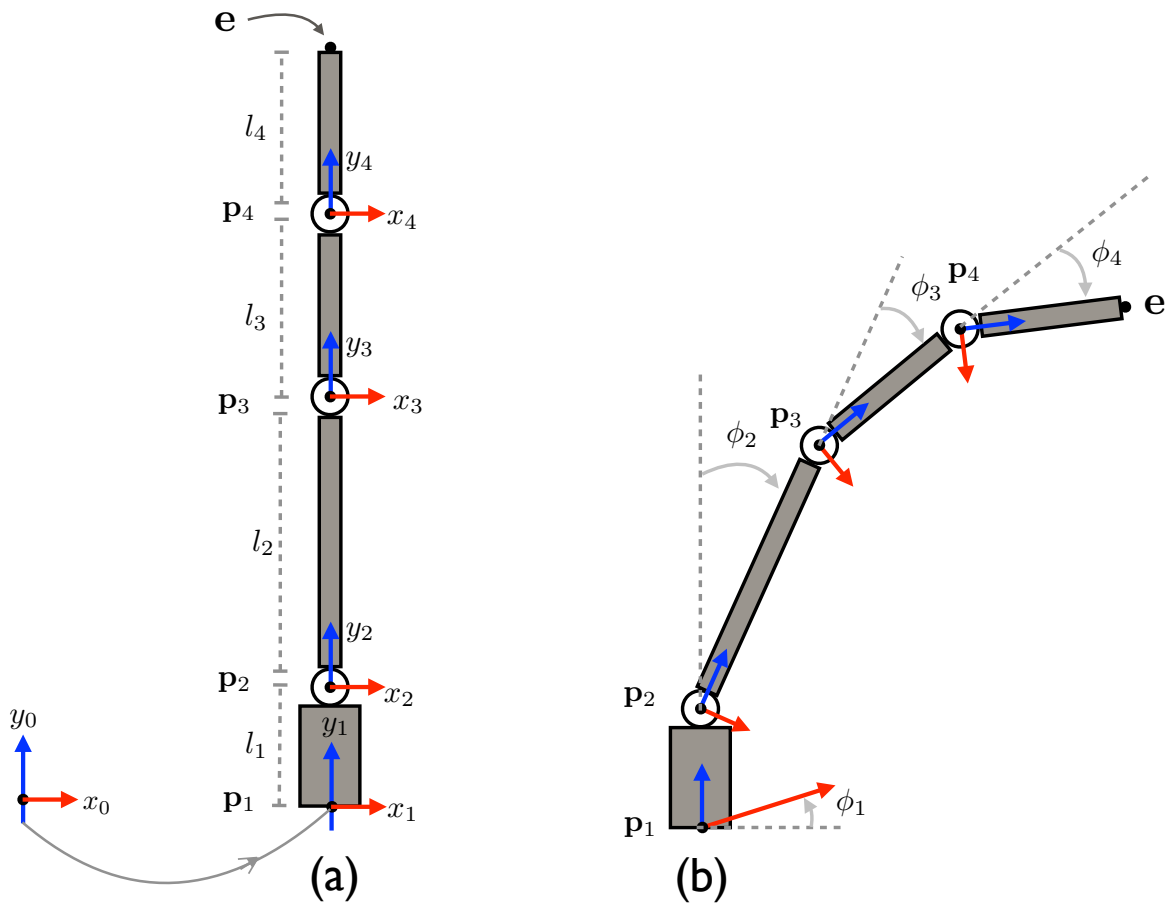 e
l₄
y₄
p₄
x₄
l₃
y₃
p₃
x₃
l₂
y₂
p₂
x₂
y₀
l₁
y₁
x₀
p₁
x₁
(a)
ϕ₄
p₄
ϕ₃
e
p₃
ϕ₂
p₂
ϕ₁
p₁
(b)